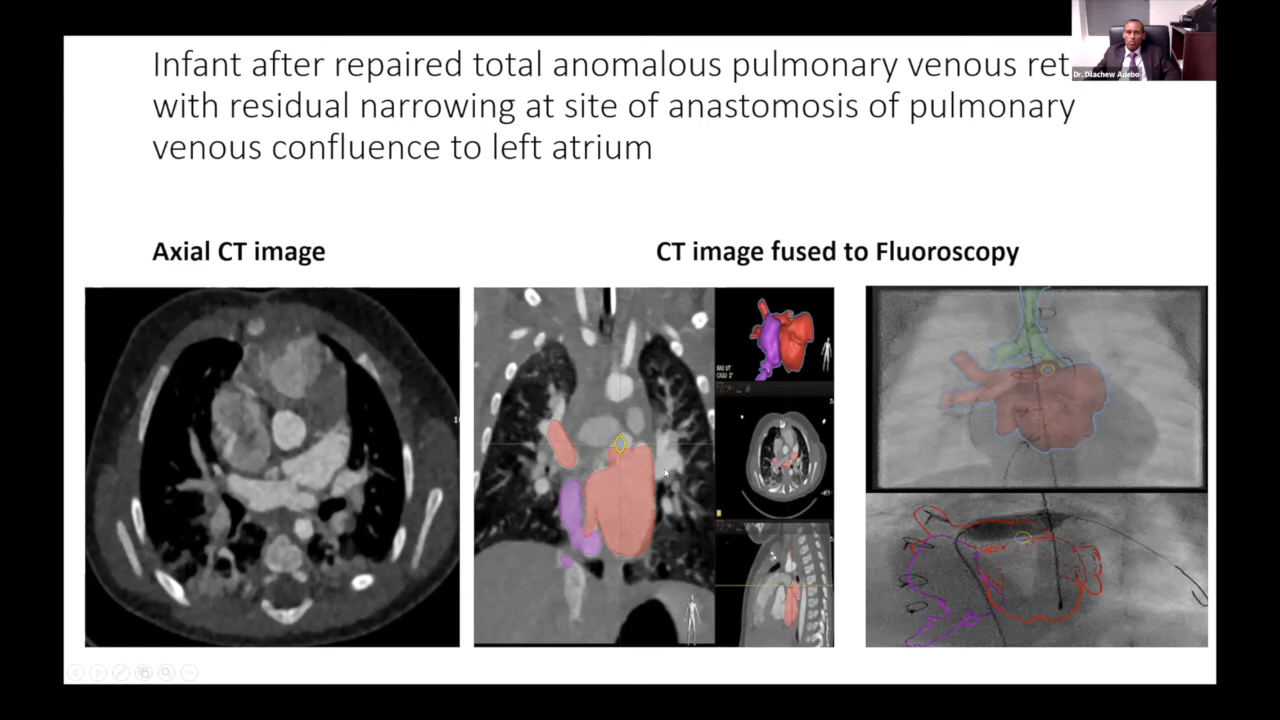 Infant after repaired total anomalous pulmonary venous ret
with residual narrowing at site of anastomosis of pulmonary
venous confluence to left atrium
Dr. Dilachew Adebo
Axial CT image
CT image fused to Fluoroscopy